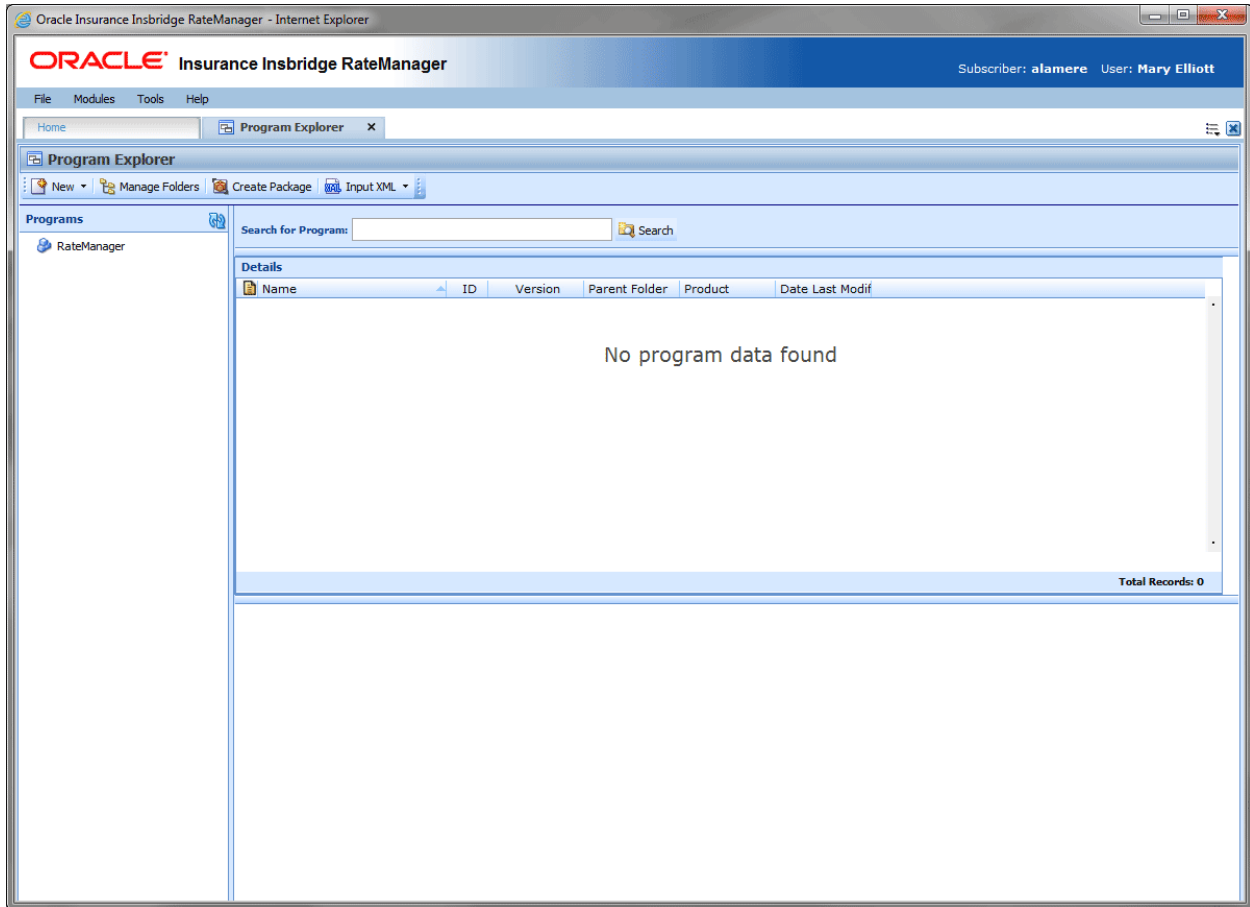 Oracle Insurance Insbridge RateManager - Internet Explorer
ORACLE Insurance Insbridge RateManager
Subscriber: alamere User: Mary Elliott
File Modules Tools Help
Home Program Explorer x
Program Explorer
New Manage Folders Create Package XML Input XML
Programs
RateManager
Search for Program: Search
Details
Name ID Version Parent Folder Product Date Last Modif
No program data found
Total Records: 0